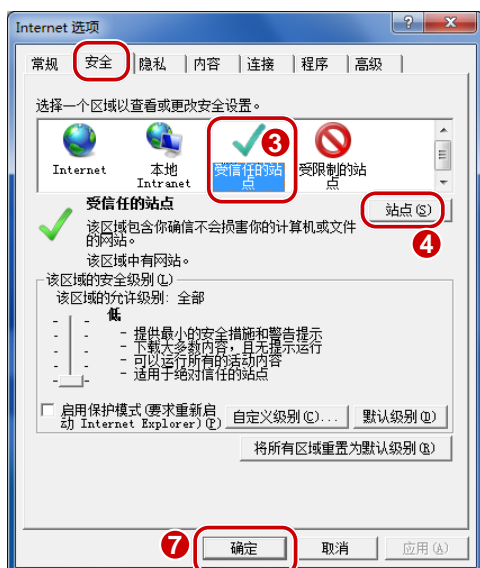 Internet 选项
常规 安全 隐私 内容 连接 程序 高级
选择一个区域以查看或更改安全设置。
3
Internet 本地 受信任的站 受限制的站
Intranet 点 点
受信任的站点
站点(S)
该区域包含你确信不会损害你的计算机或文件
的网站。
4
该区域中有网站。
该区域的安全级别(L)
该区域的允许级别: 全部
低
- 提供最小的安全措施和警告提示
- 下载大多数内容,且无提示运行
- 可以运行所有的活动内容
- 适用于绝对信任的站点
启用保护模式(要求重新启
动 Internet Explorer)(P)
自定义级别(C)... 默认级别(D)
将所有区域重置为默认级别(R)
7
确定 取消 应用(A)